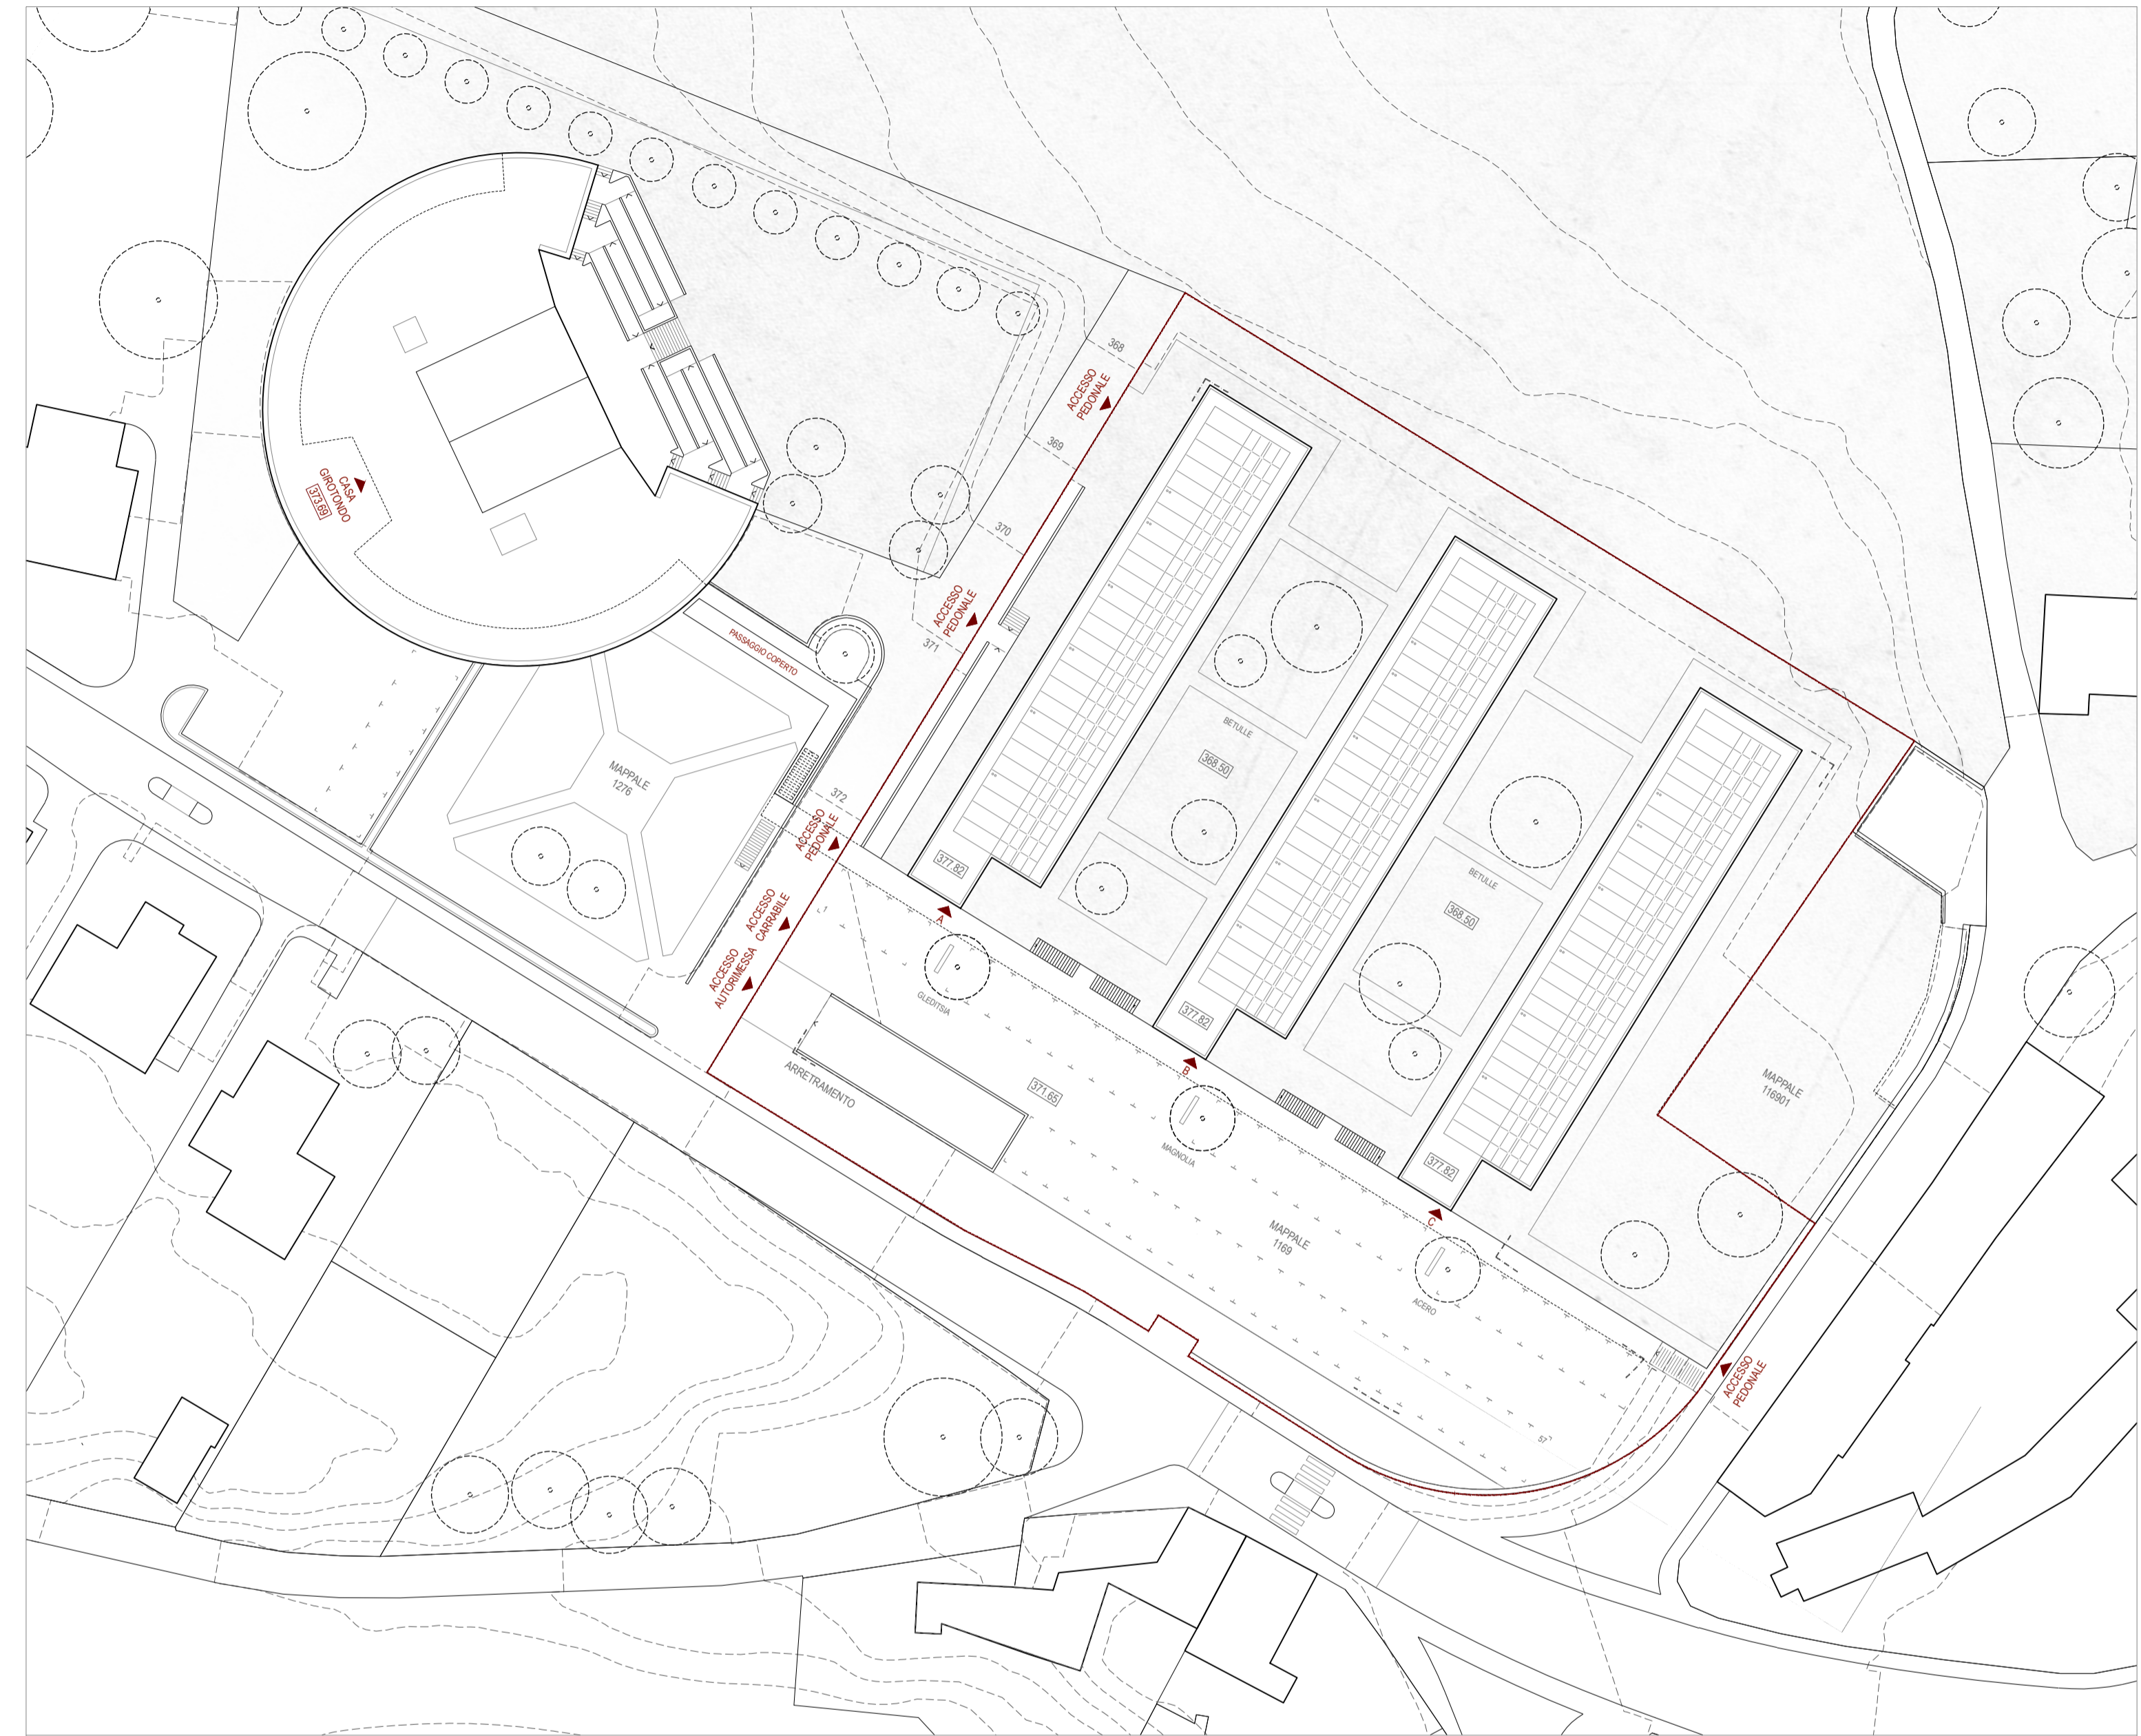 368
ACCESSO
PEDONALE
369
CASA
GIROTONDO
373.69
370
ACCESSO
PEDONALE
371
PASSAGGIO COPERTO
BETULLE
368.50
MAPPALE
1276
372
ACCESSO
PEDONALE
377.82
BETULLE
368.50
ACCESSO
CARRABILE
A
ACCESSO
AUTORIMESSA
GLEDITSIA
377.82
ARRETRAMENTO
371.65
B
MAPPALE
116901
MAGNOLIA
377.82
C
MAPPALE
1169
ACERO
ACCESSO
PEDONALE
57
1